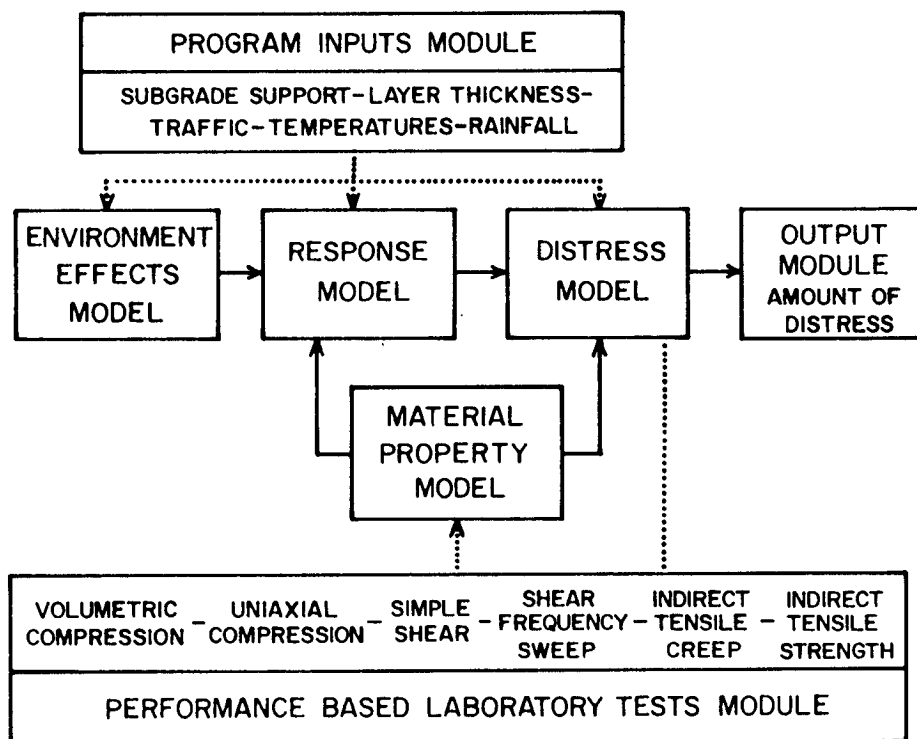 PROGRAM INPUTS MODULE
SUBGRADE SUPPORT-LAYER THICKNESS-
TRAFFIC-TEMPERATURES-RAINFALL
ENVIRONMENT
EFFECTS
MODEL
RESPONSE
MODEL
DISTRESS
MODEL
OUTPUT
MODULE
AMOUNT OF
DISTRESS
MATERIAL
PROPERTY
MODEL
VOLUMETRIC
COMPRESSION
-
UNIAXIAL
COMPRESSION
-
SIMPLE
SHEAR
-
SHEAR
FREQUENCY-
SWEEP
INDIRECT
TENSILE
CREEP
-
INDIRECT
TENSILE
STRENGTH
PERFORMANCE BASED LABORATORY TESTS MODULE